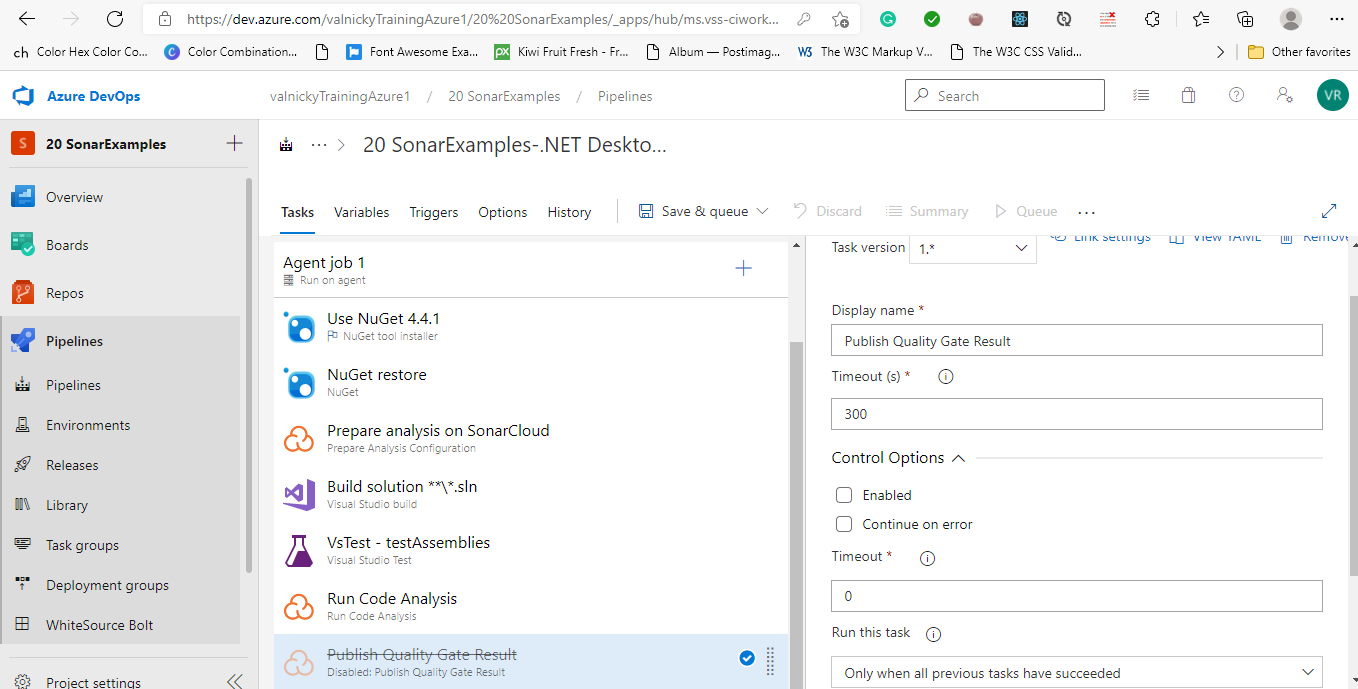 https://dev.azure.com/valnickyTrainingAzure1/20%20SonarExamples/_apps/hub/ms.vss-ciwork...
ch Color Hex Color Co...
C Color Combination...
Font Awesome Exa...
px Kiwi Fruit Fresh - Fr...
Album — Postimag...
W3 The W3C Markup V...
The W3C CSS Valid...
Other favorites
Azure DevOps
valnickyTrainingAzure1 / 20 SonarExamples / Pipelines
Search
VR
S 20 SonarExamples
Overview
Boards
Repos
Pipelines
Pipelines
Environments
Releases
Library
Task groups
Deployment groups
WhiteSource Bolt
Project settings
... > 20 SonarExamples-.NET Deskto...
Tasks Variables Triggers Options History
Save & queue Discard Summary Queue ...
Agent job 1
Run on agent
Use NuGet 4.4.1
NuGet tool installer
NuGet restore
NuGet
Prepare analysis on SonarCloud
Prepare Analysis Configuration
Build solution **\*.sln
Visual Studio build
VsTest - testAssemblies
Visual Studio Test
Run Code Analysis
Run Code Analysis
Publish Quality Gate Result
Disabled: Publish Quality Gate Result
Task version 1.*
Link settings View YAML Remove
Display name *
Publish Quality Gate Result
Timeout (s) *
300
Control Options
Enabled
Continue on error
Timeout *
0
Run this task
Only when all previous tasks have succeeded